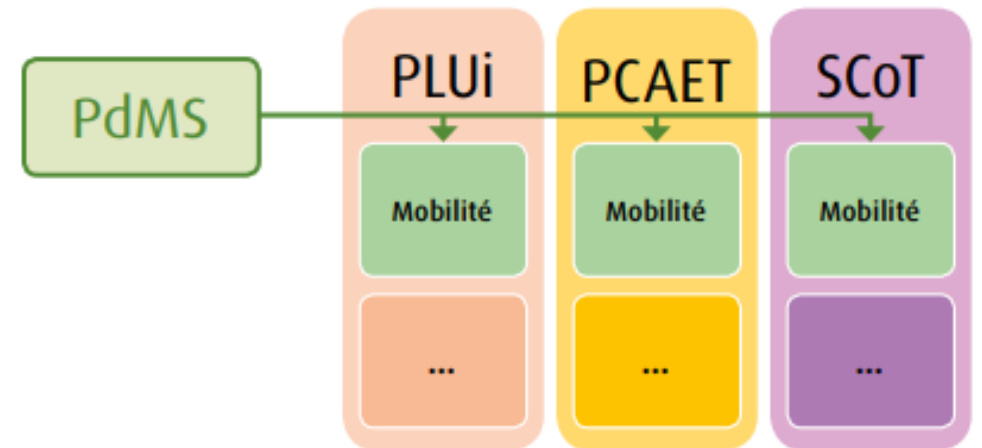 PdMS
PLUi
PCAET
SCoT
Mobilité
Mobilité
Mobilité
...
...
...